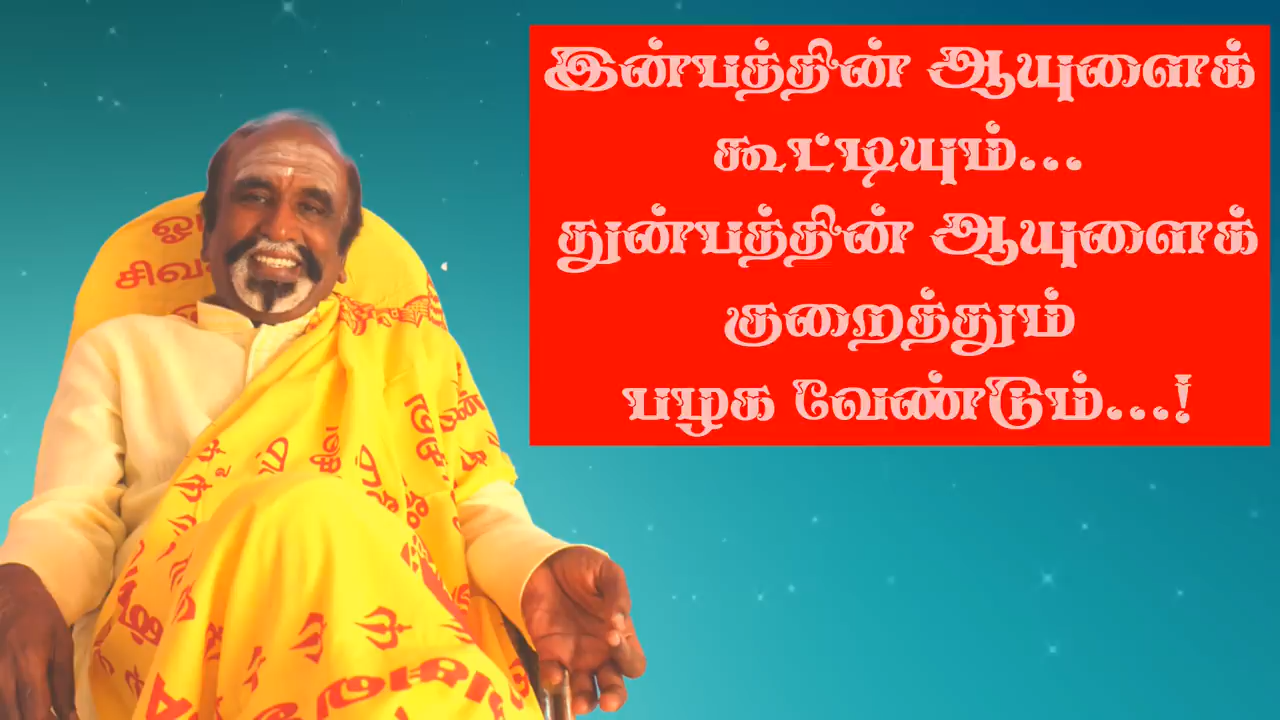 இன்பத்தின் ஆயுளைக்
கூட்டியும்...
துன்பத்தின் ஆயுளைக்
குறைத்தும்
பழக வேண்டும்...!